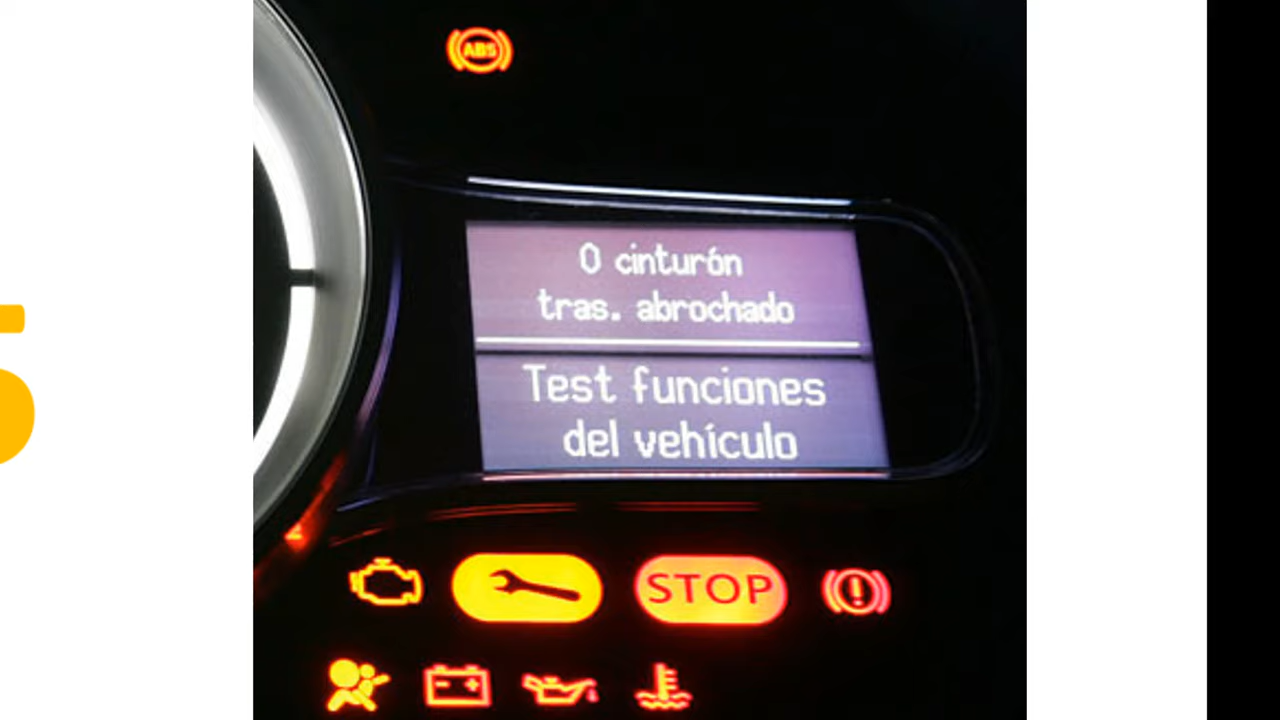 ABS
0 cinturón
tras. abrochado
Test funciones
del vehículo
STOP